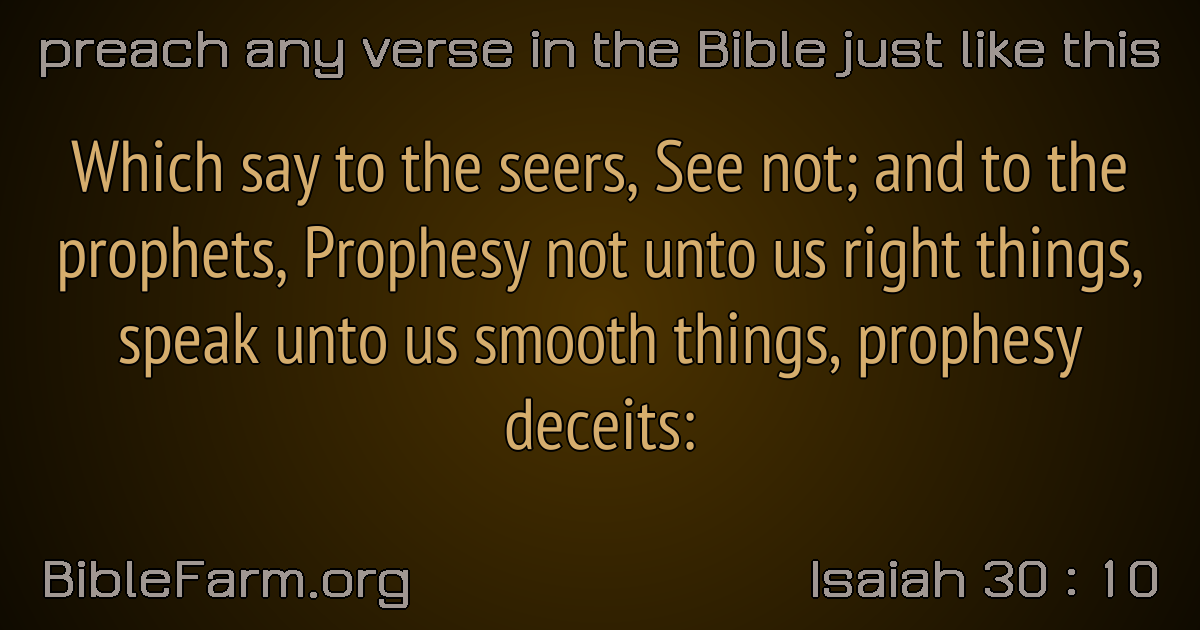 preach any verse in the Bible just like this
Which say to the seers, See not; and to the
prophets, Prophesy not unto us right things,
speak unto us smooth things, prophesy
deceits:
BibleFarm.org
Isaiah 30 : 10